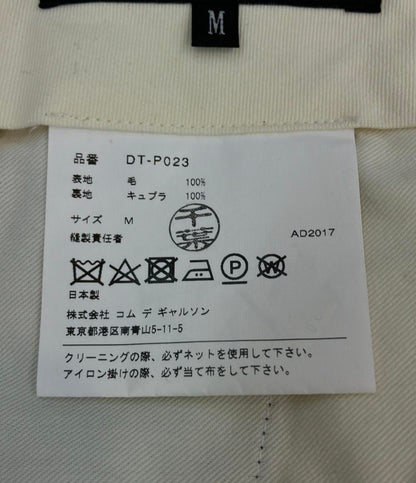 M
品番 DT-P023
表地 毛 100%
裏地 キュプラ 100%
サイズ M
千葉
縫製責任者
AD2017
P
W
日本製
株式会社 コム デ ギャルソン
東京都港区南青山5-11-5
クリーニングの際、必ずネットを使用して下さい。
アイロン掛けの際、必ず当て布をして下さい。